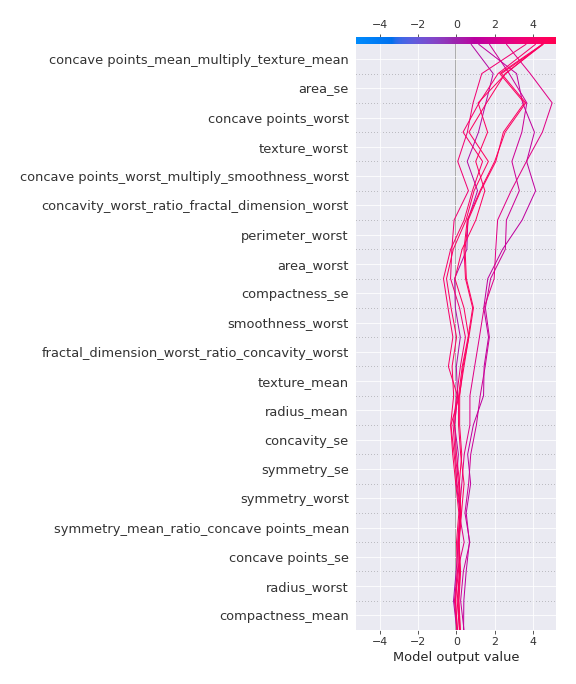 −4 −2 0 2 4
concave points_mean_multiply_texture_mean
area_se
concave points_worst
texture_worst
concave points_worst_multiply_smoothness_worst
concavity_worst_ratio_fractal_dimension_worst
perimeter_worst
area_worst
compactness_se
smoothness_worst
fractal_dimension_worst_ratio_concavity_worst
texture_mean
radius_mean
concavity_se
symmetry_se
symmetry_worst
symmetry_mean_ratio_concave points_mean
concave points_se
radius_worst
compactness_mean
−4 −2 0 2 4
Model output value